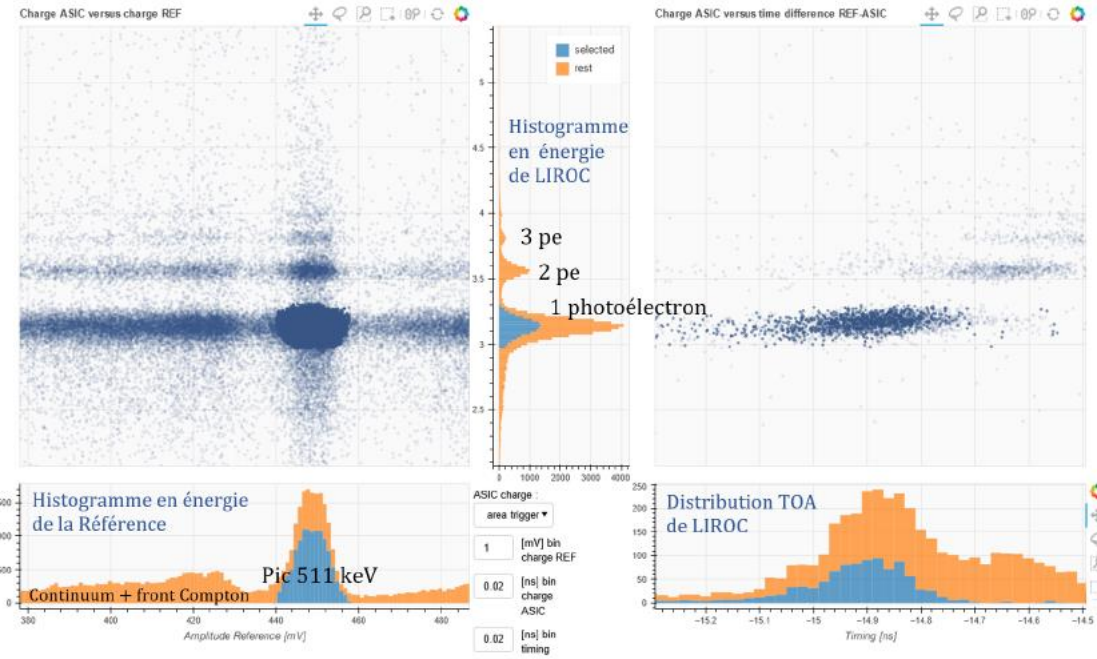 Charge ASIC versus charge REF
Charge ASIC versus time difference REF-ASIC
selected
rest
5
4.5
4
3.5
3
2.5
Histogramme
en énergie
de LIROC
3 pe
2 pe
1 photoélectron
0 1000 2000 3000 4000
Histogramme en énergie
de la Référence
Pic 511 keV
Continuum + front Compton
0
380 400 420 440 460 480
Amplitude Reference [mV]
ASIC charge :
area trigger
1
[mV] bin
charge REF
0.02
[ns] bin
charge
ASIC
0.02
[ns] bin
timing
Distribution TOA
de LIROC
250
200
150
100
50
0
-15.2 -15.1 -15 -14.9 -14.8 -14.7 -14.6 -14.5
Timing [ns]